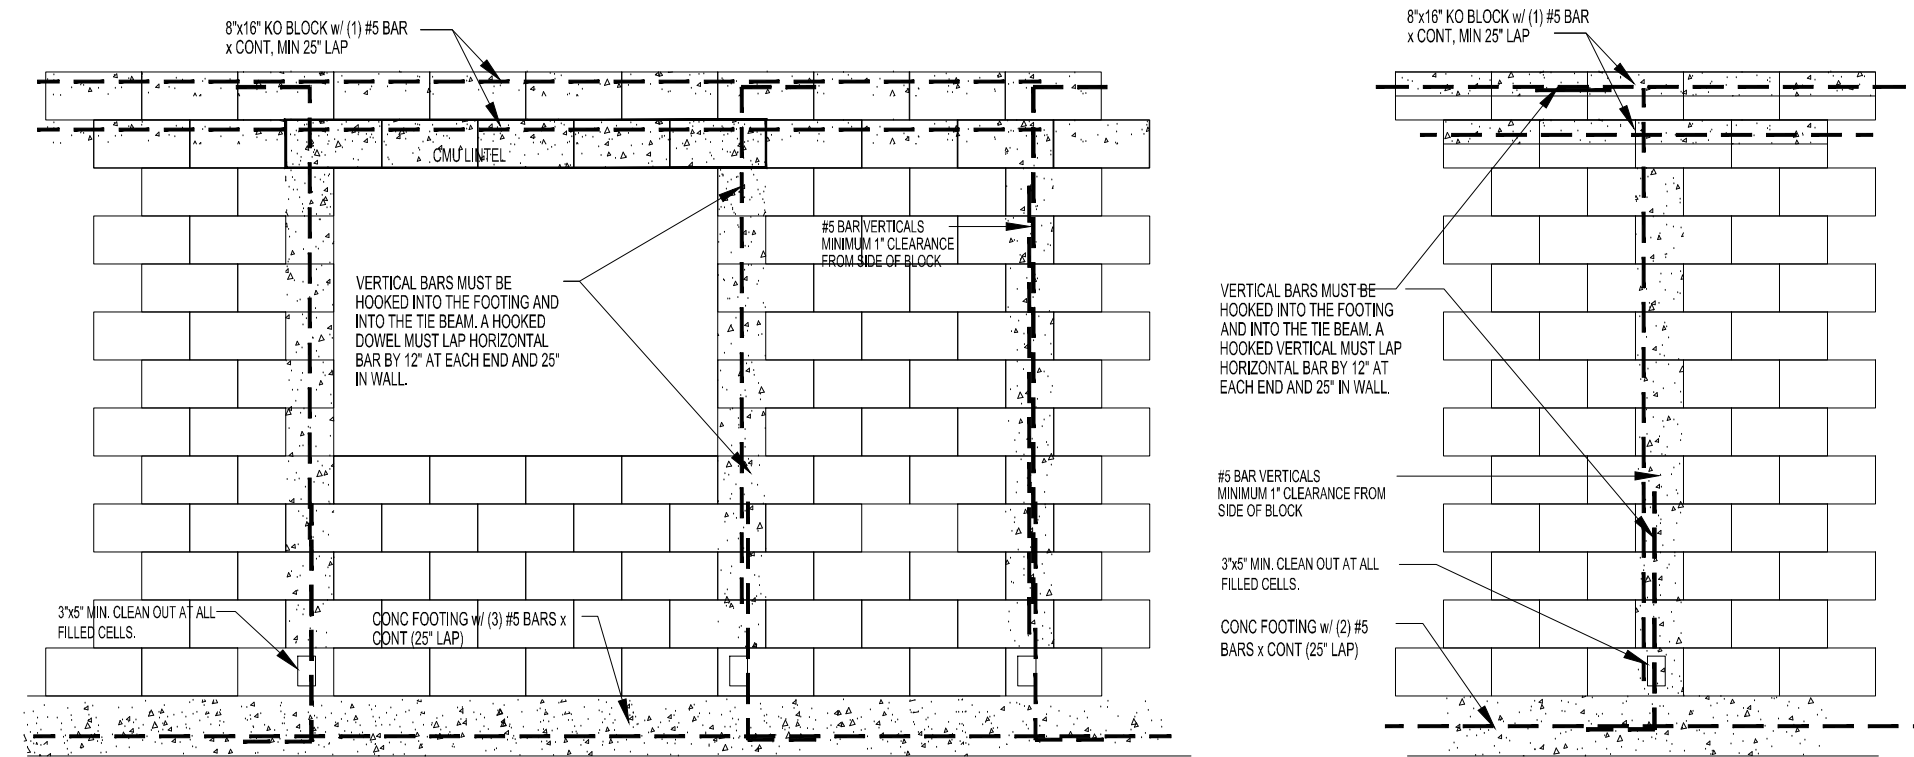 8"x16" KO BLOCK w/ (1) #5 BAR
x CONT, MIN 25" LAP
CMU LINTEL
#5 BAR VERTICALS
MINIMUM 1" CLEARANCE
FROM SIDE OF BLOCK
VERTICAL BARS MUST BE
HOOKED INTO THE FOOTING AND
INTO THE TIE BEAM. A HOOKED
DOWEL MUST LAP HORIZONTAL
BAR BY 12" AT EACH END AND 25"
IN WALL.
3"x5" MIN. CLEAN OUT AT ALL
FILLED CELLS.
CONC FOOTING w/ (3) #5 BARS x
CONT (25" LAP)
8"x16" KO BLOCK w/ (1) #5 BAR
x CONT, MIN 25" LAP
VERTICAL BARS MUST BE
HOOKED INTO THE FOOTING
AND INTO THE TIE BEAM. A
HOOKED VERTICAL MUST LAP
HORIZONTAL BAR BY 12" AT
EACH END AND 25" IN WALL.
#5 BAR VERTICALS
MINIMUM 1" CLEARANCE FROM
SIDE OF BLOCK
3"x5" MIN. CLEAN OUT AT ALL
FILLED CELLS.
CONC FOOTING w/ (2) #5
BARS x CONT (25" LAP)